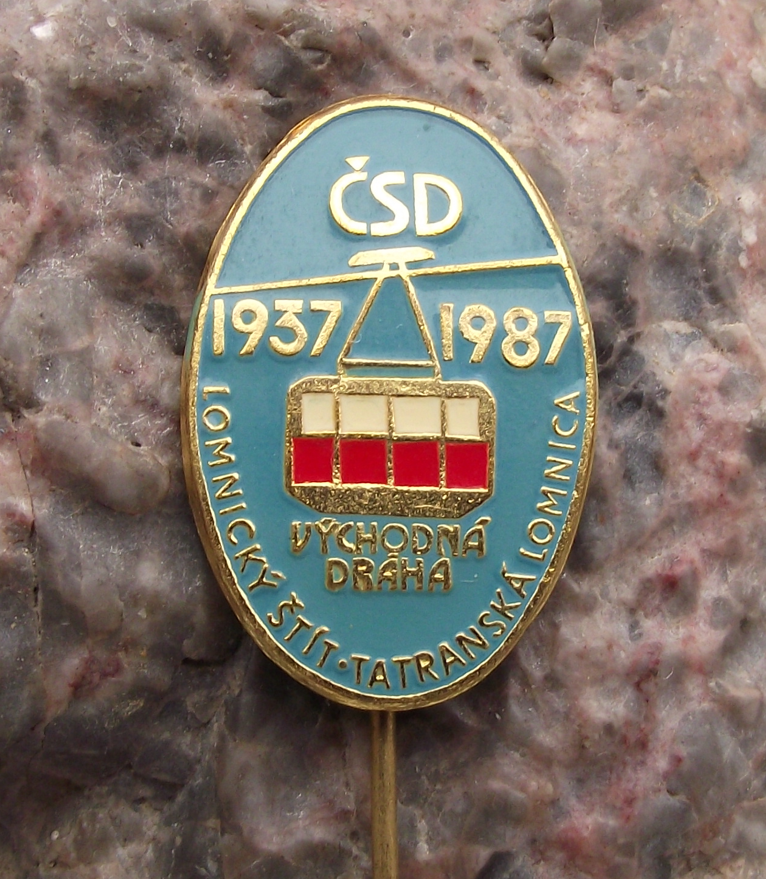 ČSD
1937 1987
VÝCHODNÁ
DRÁHA
LOMNICKÝ ŠTÍT · TATRANSKÁ LOMNICA